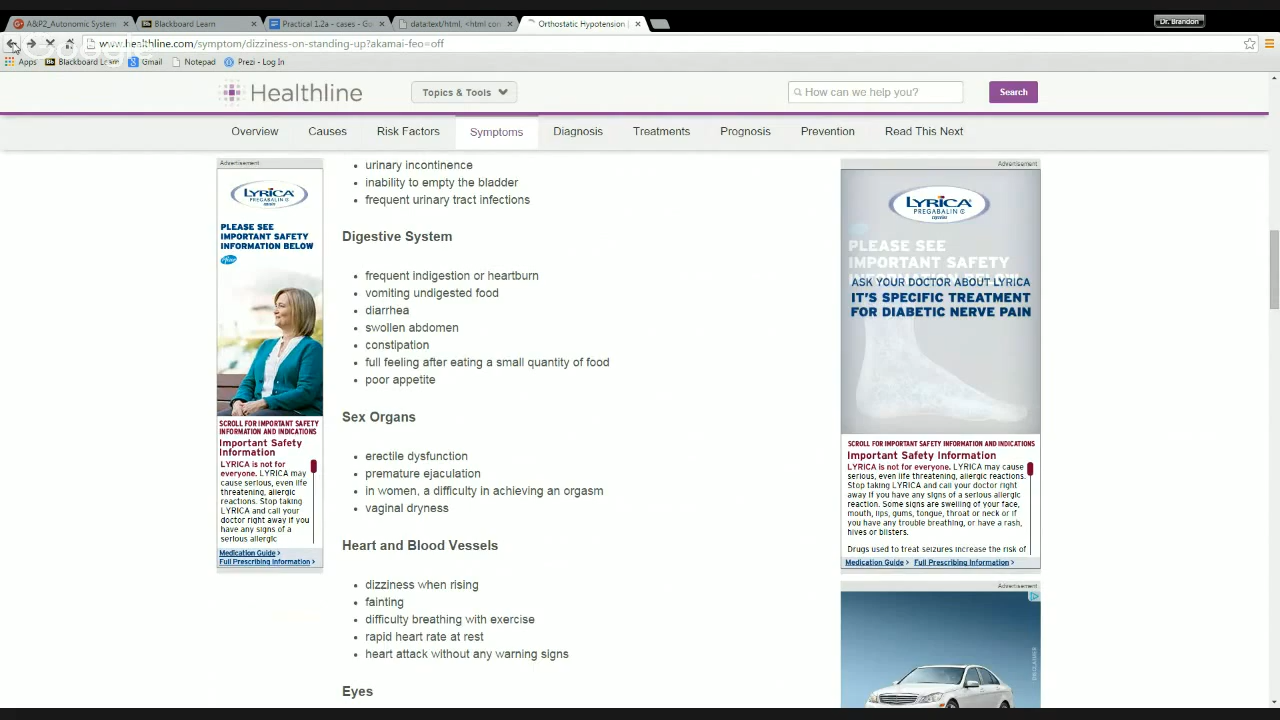 A&P2_Autonomic System
Blackboard Learn
Practical 1.2a - cases - Go
data:text/html, <html con
Orthostatic Hypotension |
Dr. Brandon
www.healthline.com/symptom/dizziness-on-standing-up?akamai-feo=off
Apps
Blackboard Learn
Gmail
Notepad
Prezi - Log In
Healthline
Topics & Tools
How can we help you?
Search
Overview
Causes
Risk Factors
Symptoms
Diagnosis
Treatments
Prognosis
Prevention
Read This Next
Advertisement
LYRICA
PREGABALIN
capsules
PLEASE SEE
IMPORTANT SAFETY
INFORMATION BELOW
Pfizer
SCROLL FOR IMPORTANT SAFETY
INFORMATION AND INDICATIONS
Important Safety
Information
LYRICA is not for
everyone. LYRICA may
cause serious, even life
threatening, allergic
reactions. Stop taking
LYRICA and call your
doctor right away if you
have any signs of a
serious allergic
Medication Guide >
Full Prescribing Information >
• urinary incontinence
• inability to empty the bladder
• frequent urinary tract infections
Digestive System
• frequent indigestion or heartburn
• vomiting undigested food
• diarrhea
• swollen abdomen
• constipation
• full feeling after eating a small quantity of food
• poor appetite
Sex Organs
• erectile dysfunction
• premature ejaculation
• in women, a difficulty in achieving an orgasm
• vaginal dryness
Heart and Blood Vessels
• dizziness when rising
• fainting
• difficulty breathing with exercise
• rapid heart rate at rest
• heart attack without any warning signs
Eyes
Advertisement
LYRICA
PREGABALIN
capsules
PLEASE SEE
IMPORTANT SAFETY
INFORMATION BELOW
ASK YOUR DOCTOR ABOUT LYRICA
IT'S SPECIFIC TREATMENT
FOR DIABETIC NERVE PAIN
SCROLL FOR IMPORTANT SAFETY INFORMATION AND INDICATIONS
Important Safety Information
LYRICA is not for everyone. LYRICA may cause
serious, even life threatening, allergic reactions.
Stop taking LYRICA and call your doctor right
away if you have any signs of a serious allergic
reaction. Some signs are swelling of your face,
mouth, lips, gums, tongue, throat or neck or if
you have any trouble breathing, or have a rash,
hives or blisters.
Drugs used to treat seizures increase the risk of
Medication Guide > Full Prescribing Information >
Advertisement
DISCLAIMER